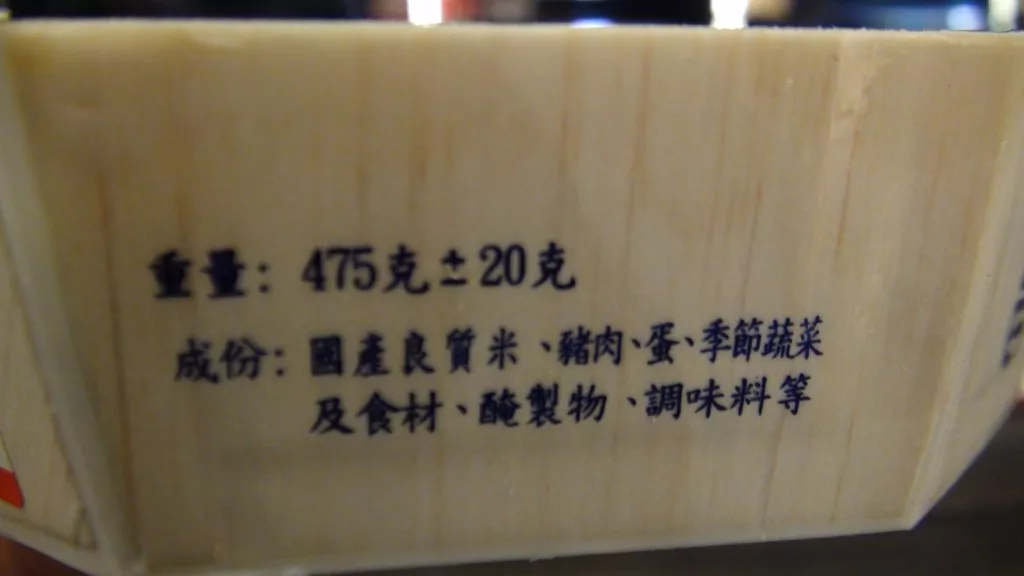 重量: 475克±20克
成份: 國產良質米、豬肉、蛋、季節蔬菜
及食材、醃製物、調味料等